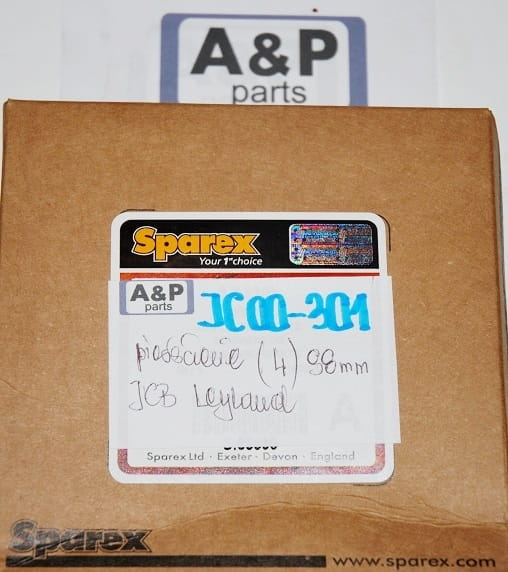 A&P
parts
Sparex
Your 1st choice
A&P
parts
JC00-301
pierścienie (4) 98mm
JCB Leyland
Sparex Ltd · Exeter · Devon · England
Sparex
www.sparex.com